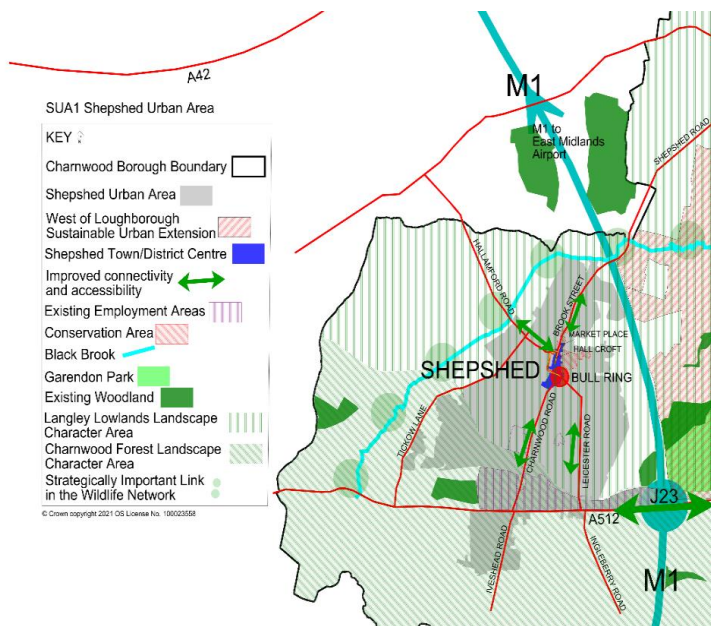 A42
M1
M1 to
East Midlands
Airport
SHEPSHED ROAD
SUA1 Shepshed Urban Area
KEY
Charnwood Borough Boundary
Shepshed Urban Area
West of Loughborough
Sustainable Urban Extension
Shepshed Town/District Centre
Improved connectivity
and accessibility
Existing Employment Areas
Conservation Area
Black Brook
Garendon Park
Existing Woodland
Langley Lowlands Landscape
Character Area
Charnwood Forest Landscape
Character Area
Strategically Important Link
in the Wildlife Network
© Crown copyright 2021 OS License No. 100023558
HALLAMFORD ROAD
BROOK STREET
MARKET PLACE
HALL CROFT
SHEPSHED
BULL RING
TICKOW LANE
CHARNWOOD ROAD
LEICESTER ROAD
J23
A512
IVESHEAD ROAD
INGLEBERRY ROAD
M1